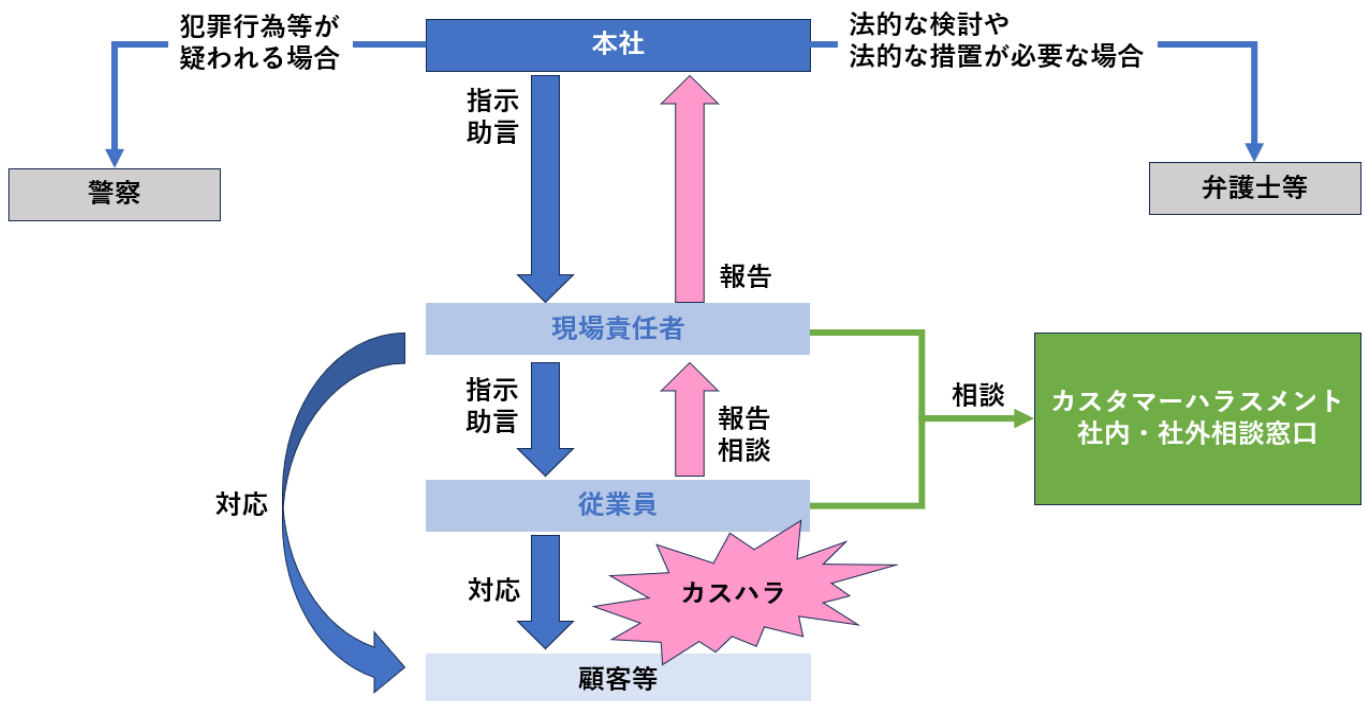 犯罪行為等が
疑われる場合
本社
法的な検討や
法的な措置が必要な場合
指示
助言
警察
弁護士等
報告
現場責任者
指示
助言
報告
相談
相談
カスタマーハラスメント
社内・社外相談窓口
従業員
対応
対応
カスハラ
顧客等